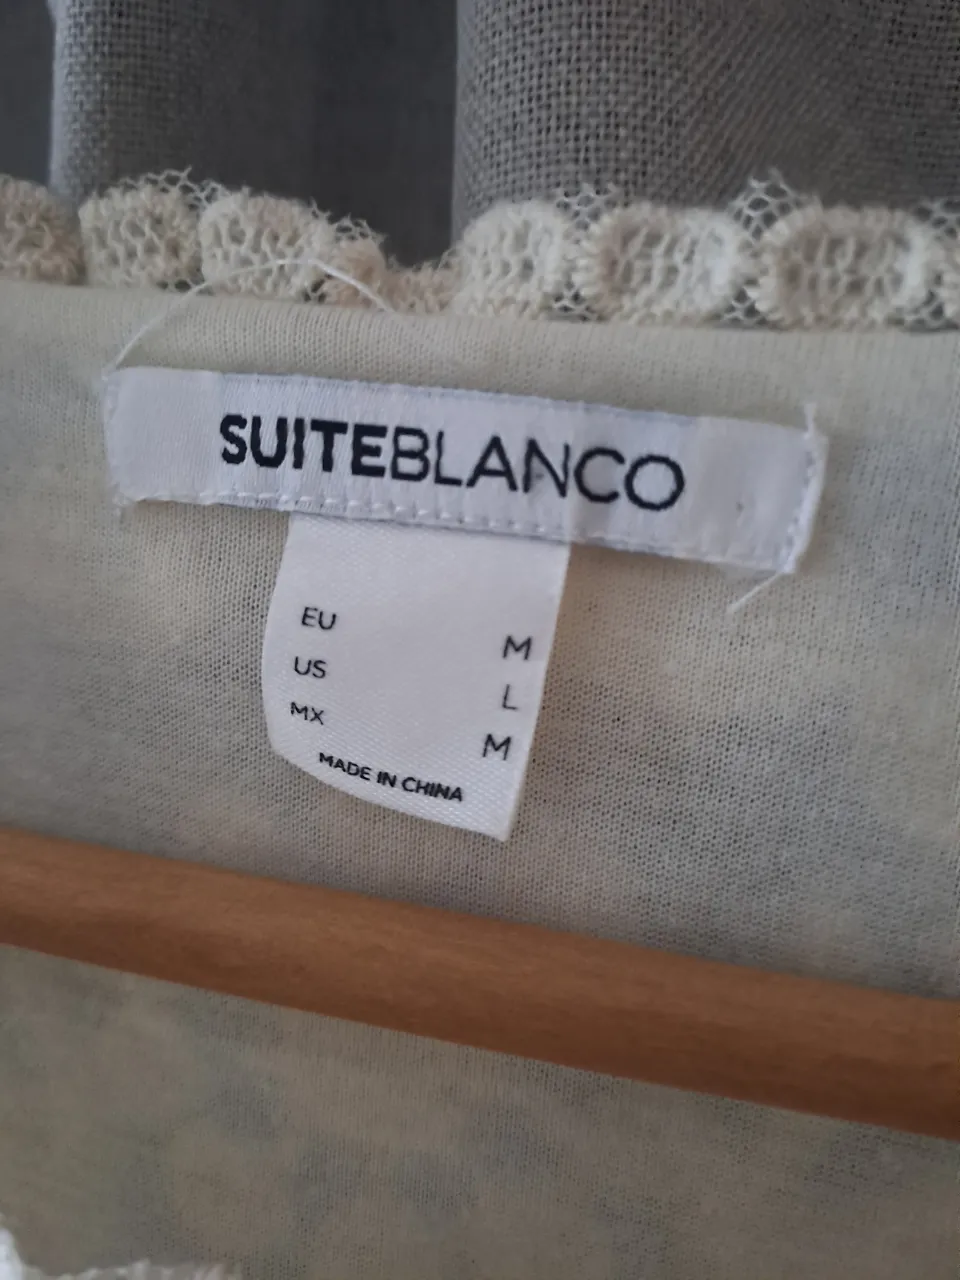 SUITEBLANCO
EU M
US L
MX M
MADE IN CHINA